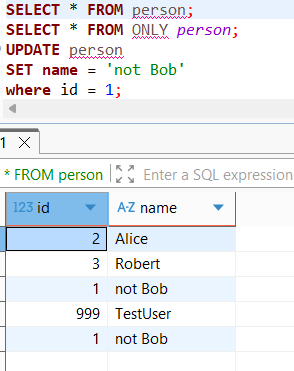 SELECT * FROM person;
SELECT * FROM ONLY person;
UPDATE person
SET name = 'not Bob'
where id = 1;
1
* FROM person Enter a SQL expression
123 id A-Z name
2 Alice
3 Robert
1 not Bob
999 TestUser
1 not Bob